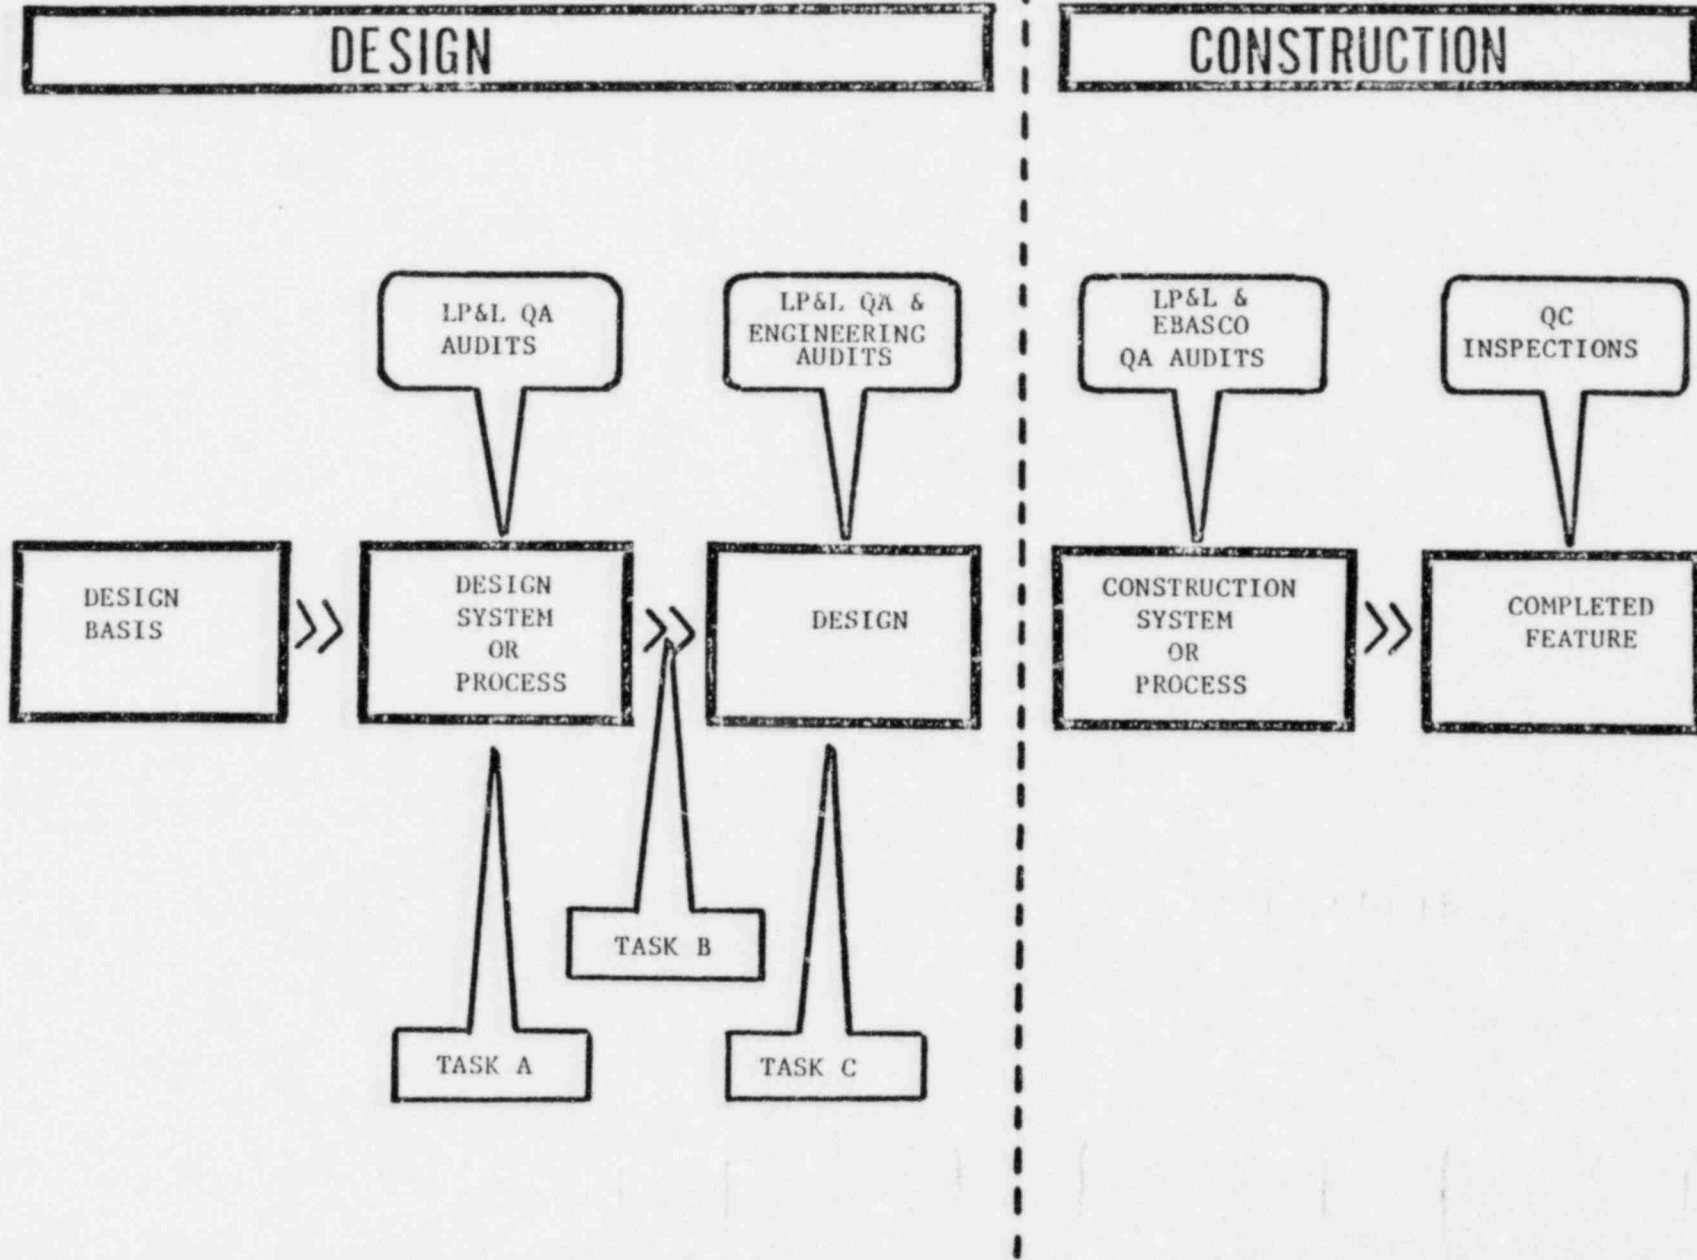 DESIGN
CONSTRUCTION
LP&L QA
AUDITS
LP&L QA &
ENGINEERING
AUDITS
LP&L &
EBASCO
QA AUDITS
QC
INSPECTIONS
DESIGN
BASIS
DESIGN
SYSTEM
OR
PROCESS
DESIGN
CONSTRUCTION
SYSTEM
OR
PROCESS
COMPLETED
FEATURE
TASK B
TASK A
TASK C